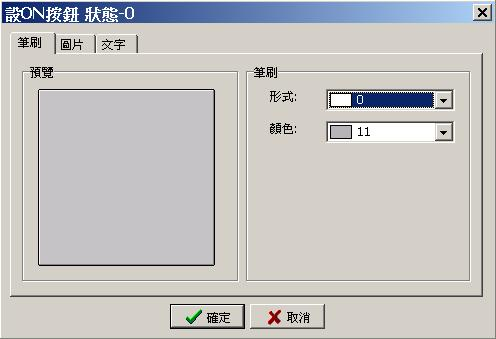 設ON按鈕 狀態-0
筆刷 圖片 文字
預覽
筆刷
形式: 0
顏色: 11
確定 取消